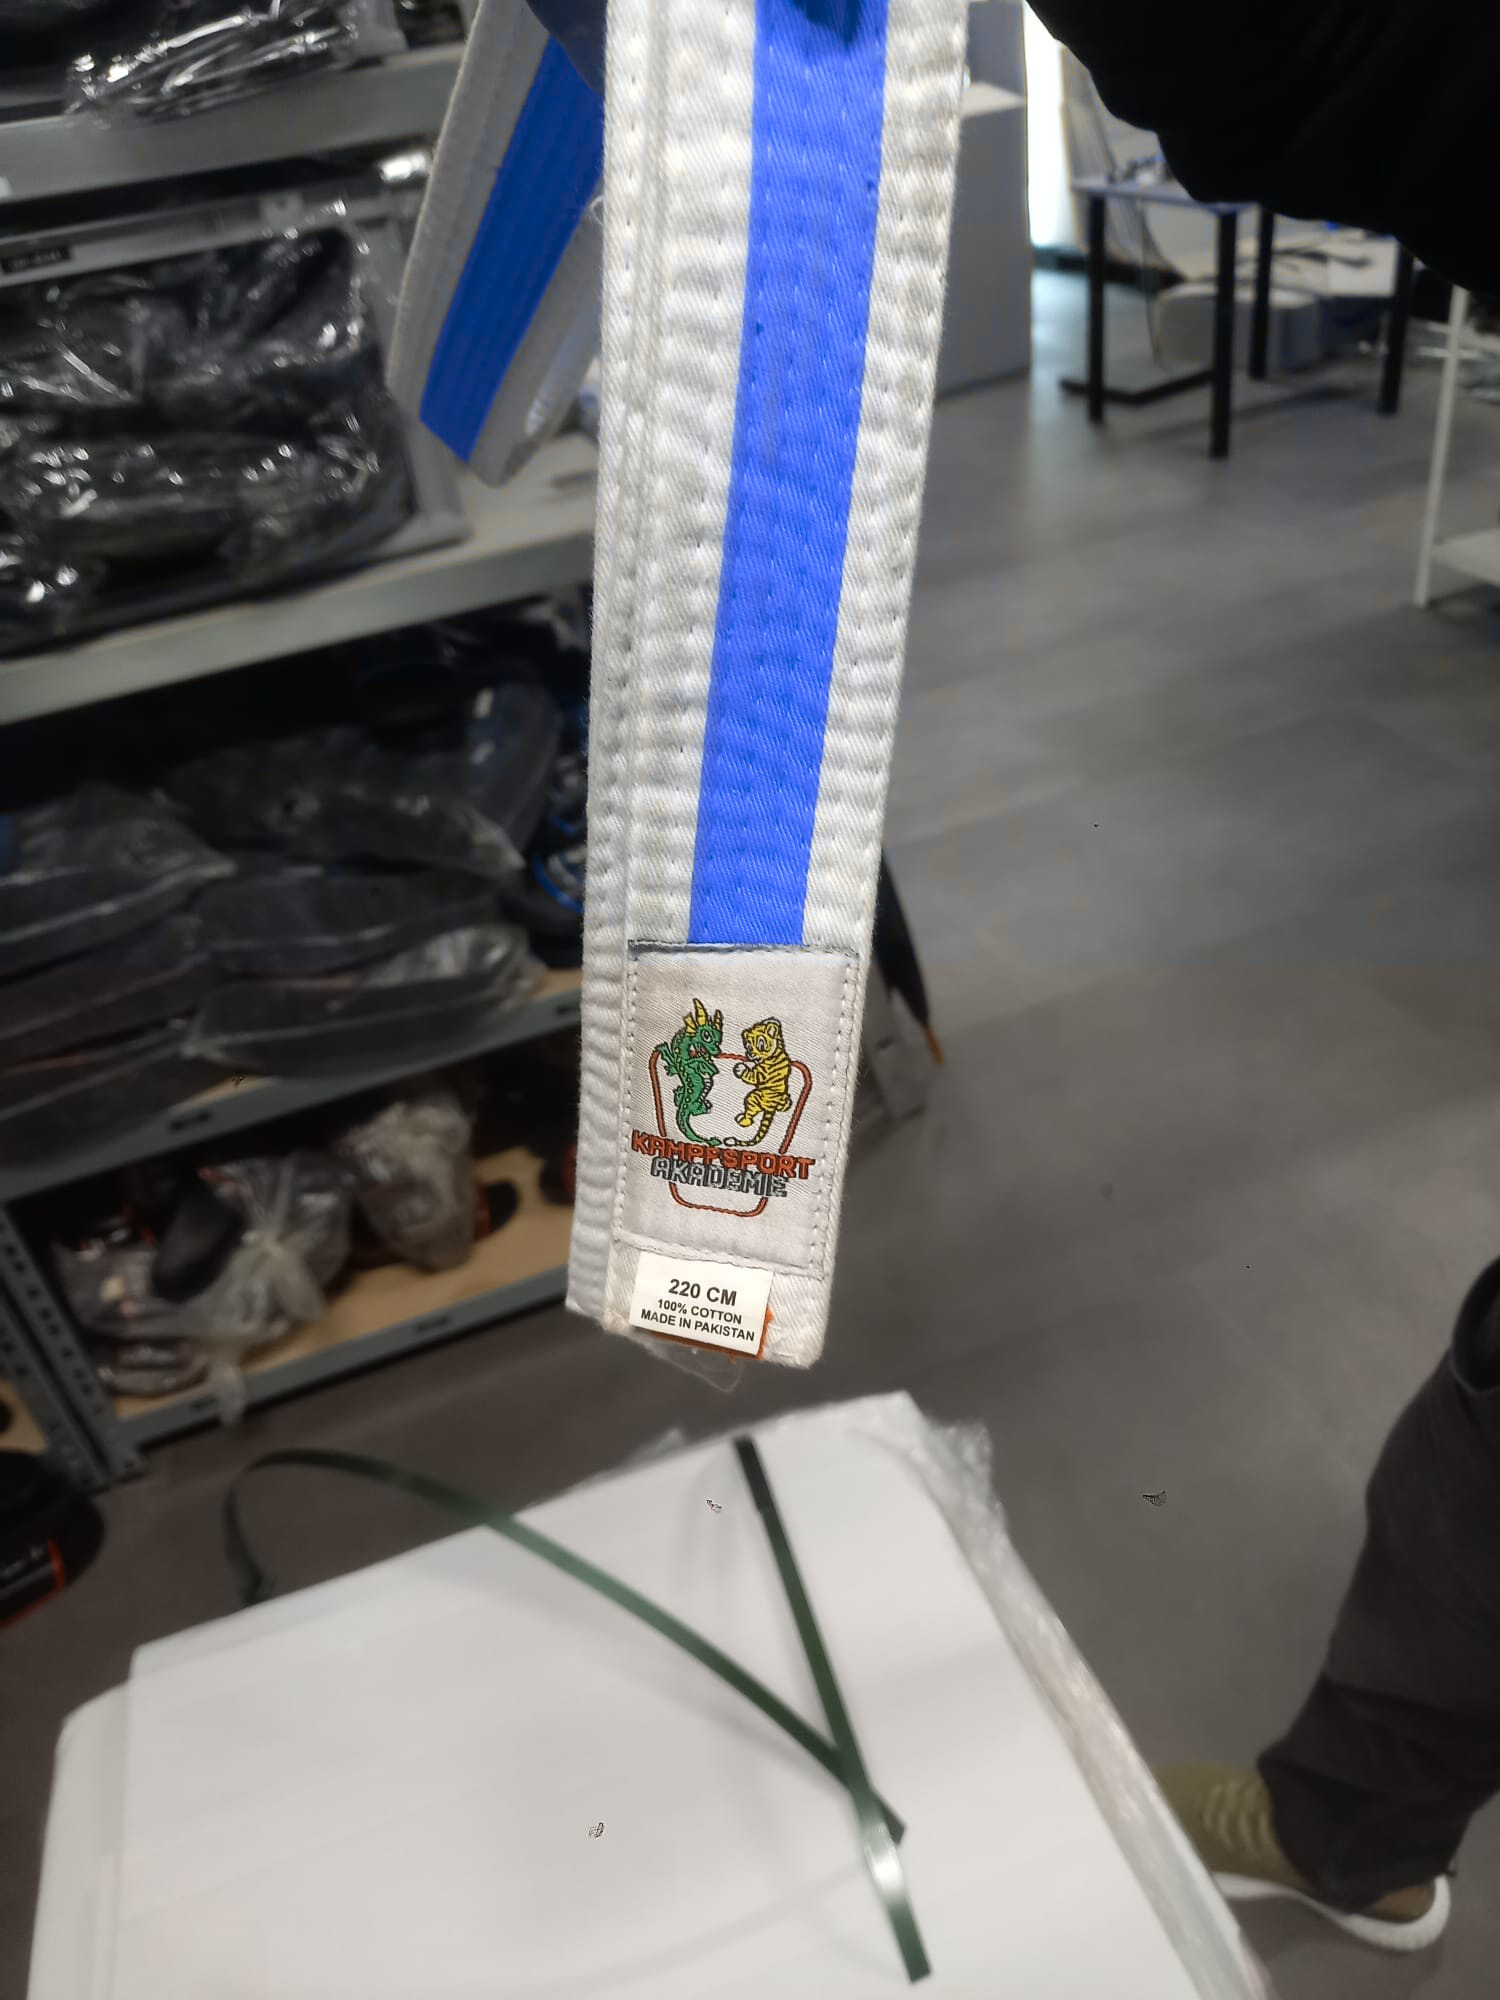 KAMPFSPORT
AKADEMIE
220 CM
100% COTTON
MADE IN PAKISTAN